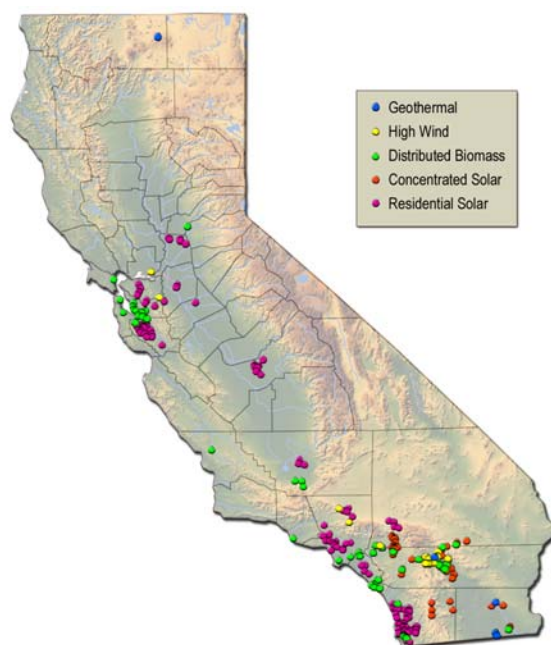 Geothermal
High Wind
Distributed Biomass
Concentrated Solar
Residential Solar